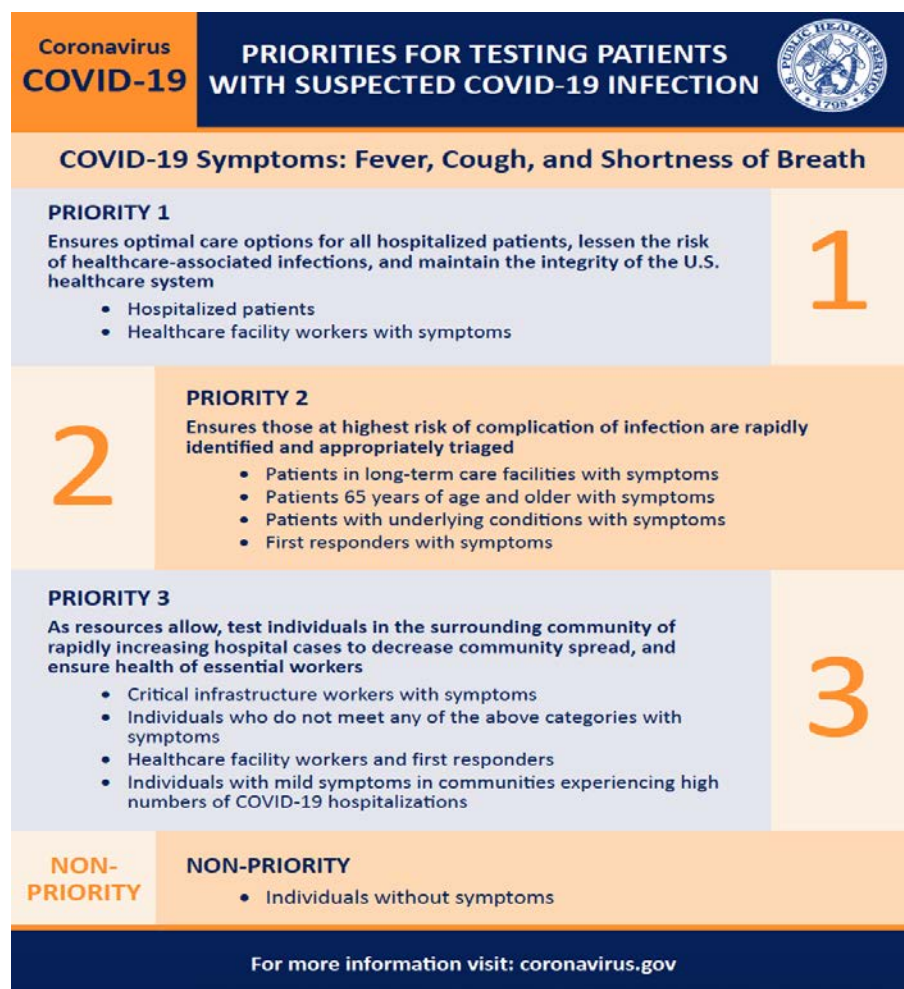 Coronavirus
COVID-19
PRIORITIES FOR TESTING PATIENTS
WITH SUSPECTED COVID-19 INFECTION
U.S. PUBLIC HEALTH SERVICE
• 1798 •
COVID-19 Symptoms: Fever, Cough, and Shortness of Breath
PRIORITY 1
Ensures optimal care options for all hospitalized patients, lessen the risk
of healthcare-associated infections, and maintain the integrity of the U.S.
healthcare system
• Hospitalized patients
• Healthcare facility workers with symptoms
1
2
PRIORITY 2
Ensures those at highest risk of complication of infection are rapidly
identified and appropriately triaged
• Patients in long-term care facilities with symptoms
• Patients 65 years of age and older with symptoms
• Patients with underlying conditions with symptoms
• First responders with symptoms
PRIORITY 3
As resources allow, test individuals in the surrounding community of
rapidly increasing hospital cases to decrease community spread, and
ensure health of essential workers
• Critical infrastructure workers with symptoms
• Individuals who do not meet any of the above categories with
symptoms
• Healthcare facility workers and first responders
• Individuals with mild symptoms in communities experiencing high
numbers of COVID-19 hospitalizations
3
NON-
PRIORITY
NON-PRIORITY
• Individuals without symptoms
For more information visit: coronavirus.gov